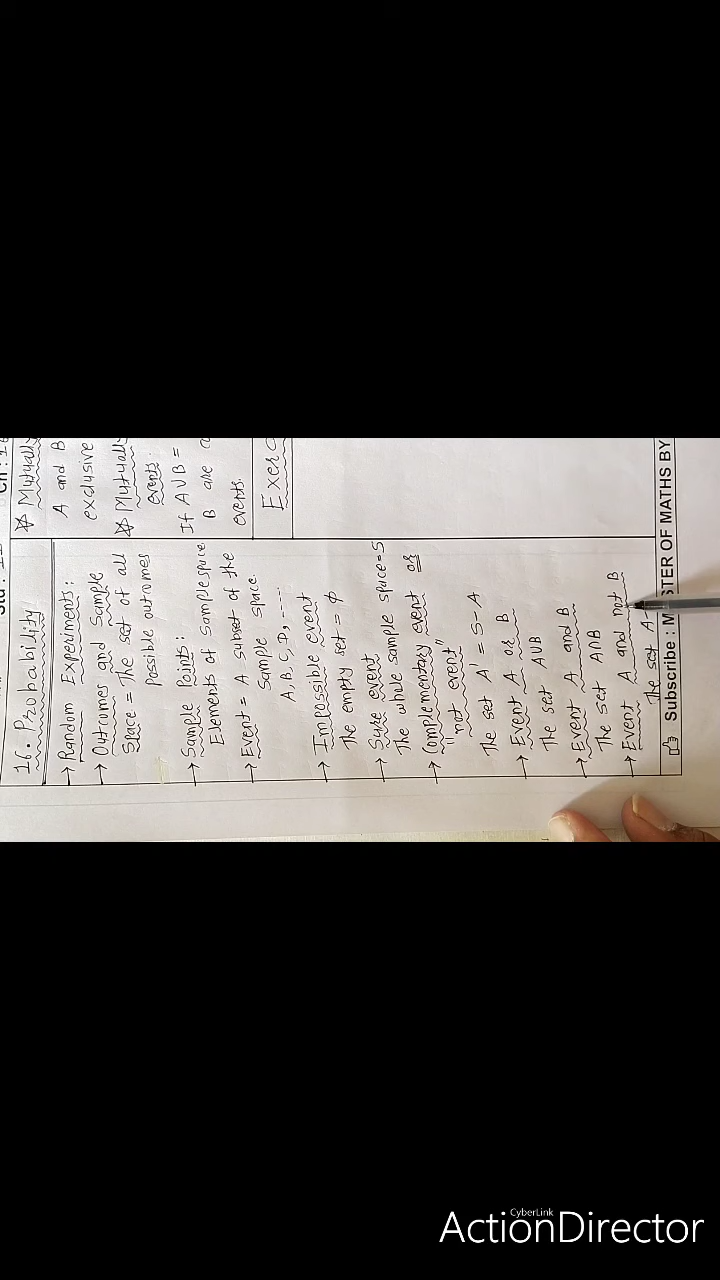 16. Probability
→ Random Experiments:
→ Outcomes and Sample
Space = The set of all
Possible outcomes
→ Sample Points:
Elements of Sample space
→ Event = A subset of the
Sample space
A, B, C, D, ----
→ Impossible event
The empty set = ϕ
→ Sure event
The whole sample space = S
→ Complementary event or
"not event"
The set A' = S - A
→ Event A or B
The set A∪B
→ Event A and B
The set A∩B
→ Event A and not B
The set A-
* Mutually
A and B
exclusive
* Mutually
events:
If A∪B =
B are
events.
Exerc
Subscribe : M STER OF MATHS BY
CyberLink
ActionDirector